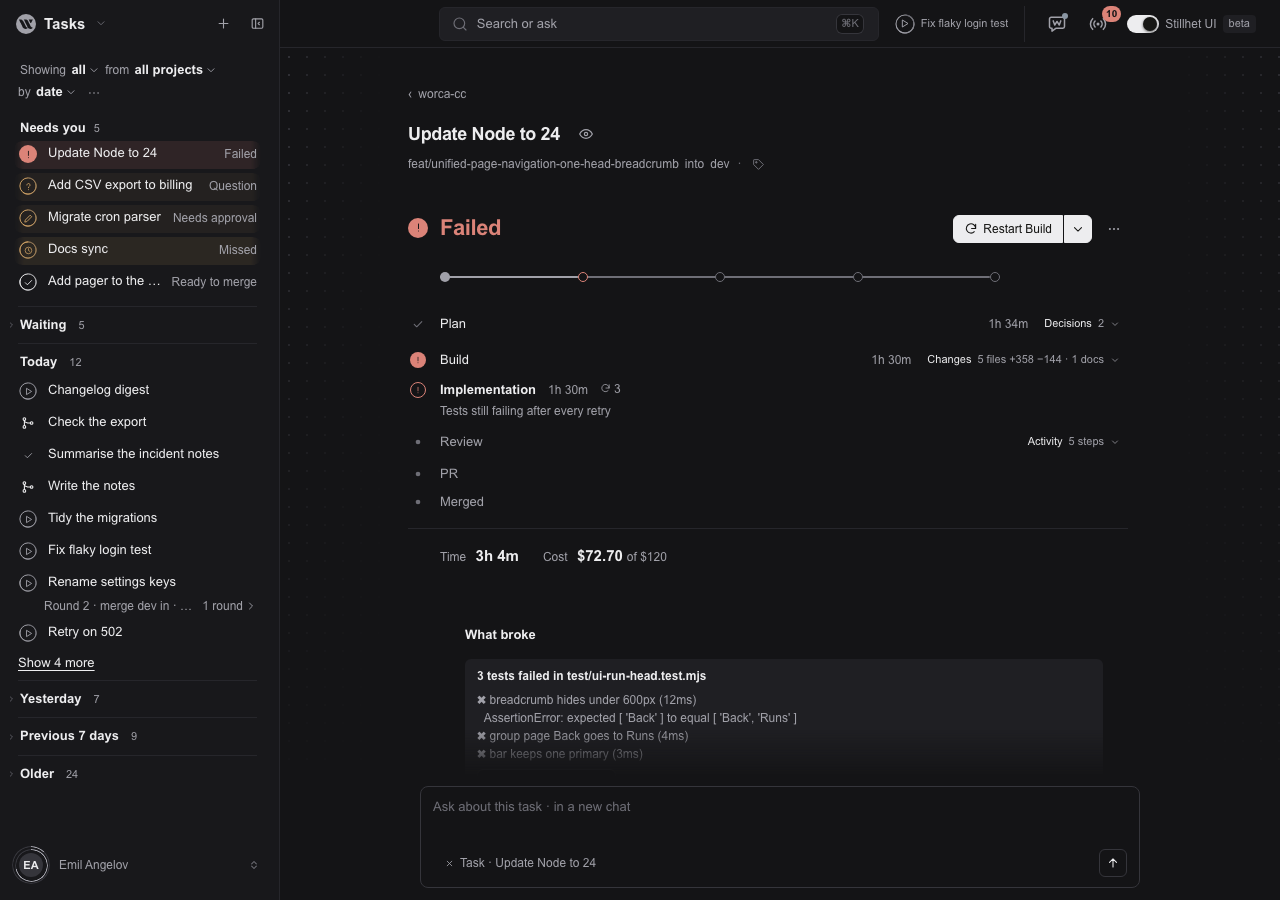 Tasks
Search or ask
⌘K
Fix flaky login test
10
Stillhet UI beta
Showing all from all projects
by date ···
Needs you 5
Update Node to 24 Failed
Add CSV export to billing Question
Migrate cron parser Needs approval
Docs sync Missed
Add pager to the … Ready to merge
Waiting 5
Today 12
Changelog digest
Check the export
Summarise the incident notes
Write the notes
Tidy the migrations
Fix flaky login test
Rename settings keys
Round 2 · merge dev in · … 1 round
Retry on 502
Show 4 more
Yesterday 7
Previous 7 days 9
Older 24
EA Emil Angelov
‹ worca-cc
Update Node to 24
feat/unified-page-navigation-one-head-breadcrumb into dev ·
Failed
Restart Build
···
Plan 1h 34m Decisions 2
Build 1h 30m Changes 5 files +358 −144 · 1 docs
Implementation 1h 30m 3
Tests still failing after every retry
Review Activity 5 steps
PR
Merged
Time 3h 4m Cost $72.70 of $120
What broke
3 tests failed in test/ui-run-head.test.mjs
✖ breadcrumb hides under 600px (12ms)
AssertionError: expected [ 'Back' ] to equal [ 'Back', 'Runs' ]
✖ group page Back goes to Runs (4ms)
✖ bar keeps one primary (3ms)
Ask about this task · in a new chat
× Task · Update Node to 24